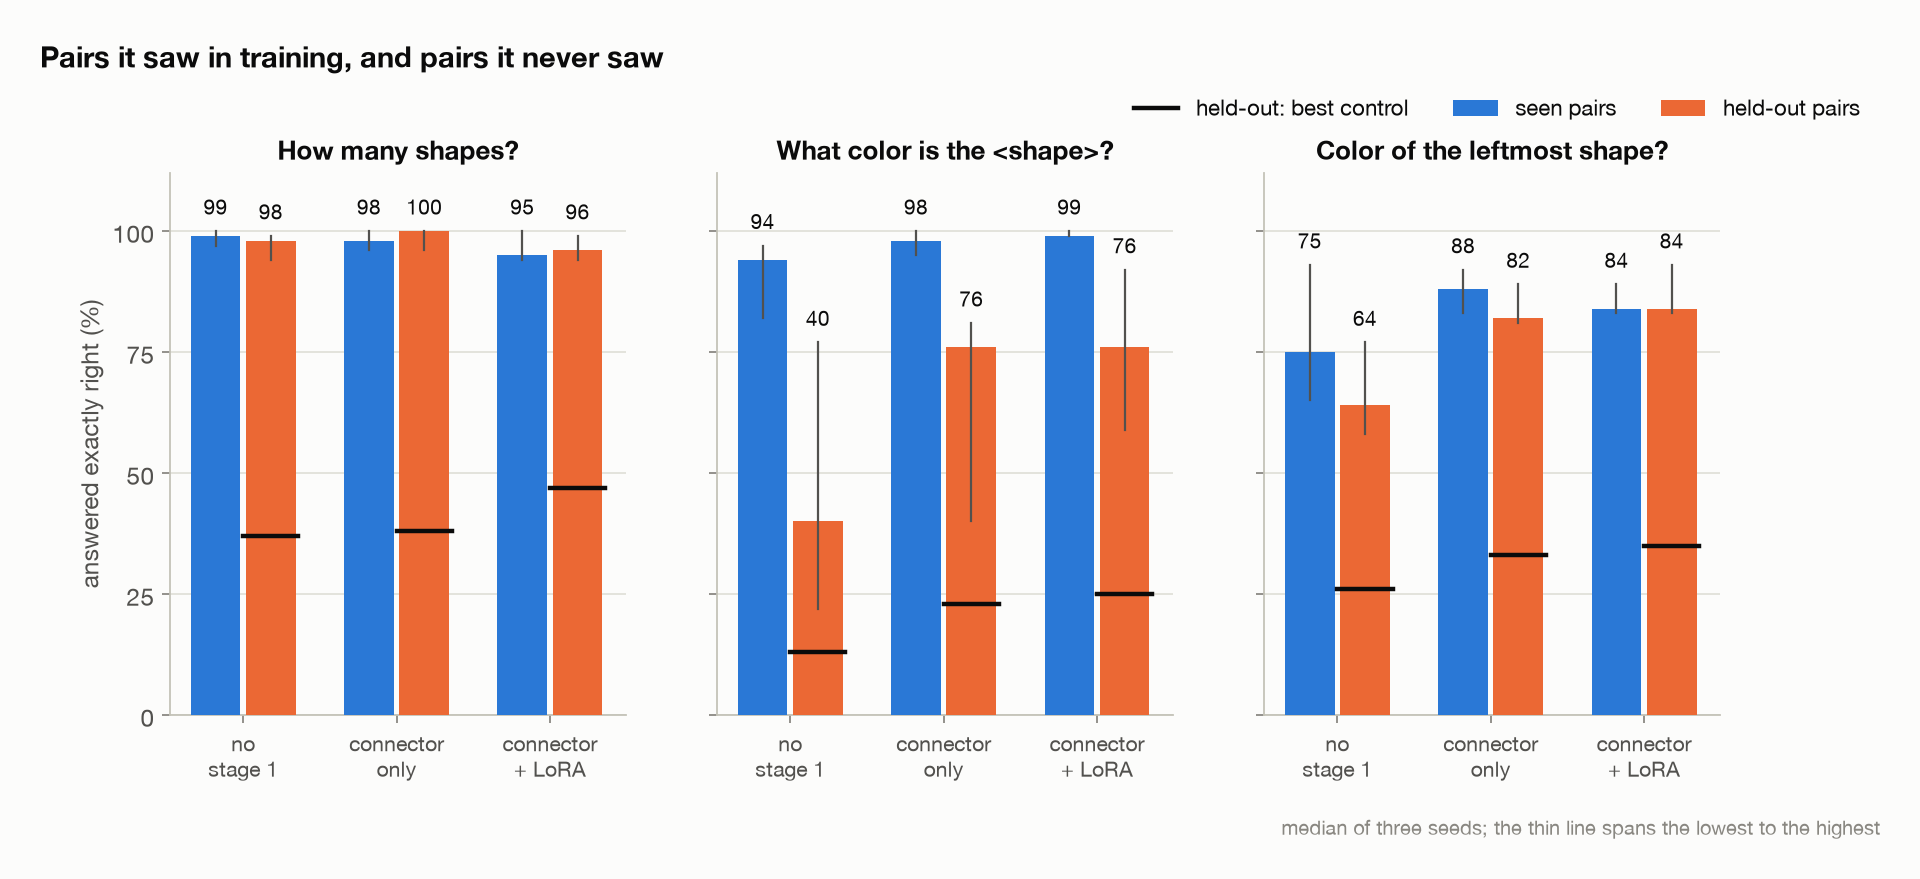 Pairs it saw in training, and pairs it never saw
held-out: best control
seen pairs
held-out pairs
How many shapes?
What color is the <shape>?
Color of the leftmost shape?
answered exactly right (%)
100
75
50
25
0
99
98
98
100
95
96
94
40
98
76
99
76
75
64
88
82
84
84
no
stage 1
connector
only
connector
+ LoRA
no
stage 1
connector
only
connector
+ LoRA
no
stage 1
connector
only
connector
+ LoRA
median of three seeds; the thin line spans the lowest to the highest